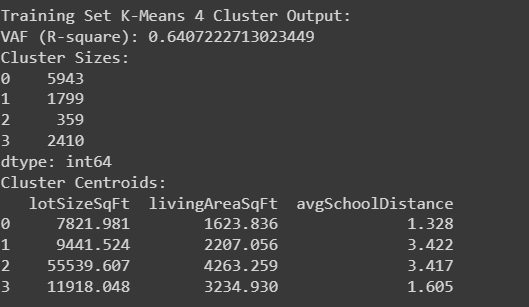 Training Set K-Means 4 Cluster Output:
VAF (R-square): 0.6407222713023449
Cluster Sizes:
0    5943
1    1799
2     359
3    2410
dtype: int64
Cluster Centroids:
   lotSizeSqFt  livingAreaSqFt  avgSchoolDistance
0     7821.981        1623.836              1.328
1     9441.524        2207.056              3.422
2    55539.607        4263.259              3.417
3    11918.048        3234.930              1.605